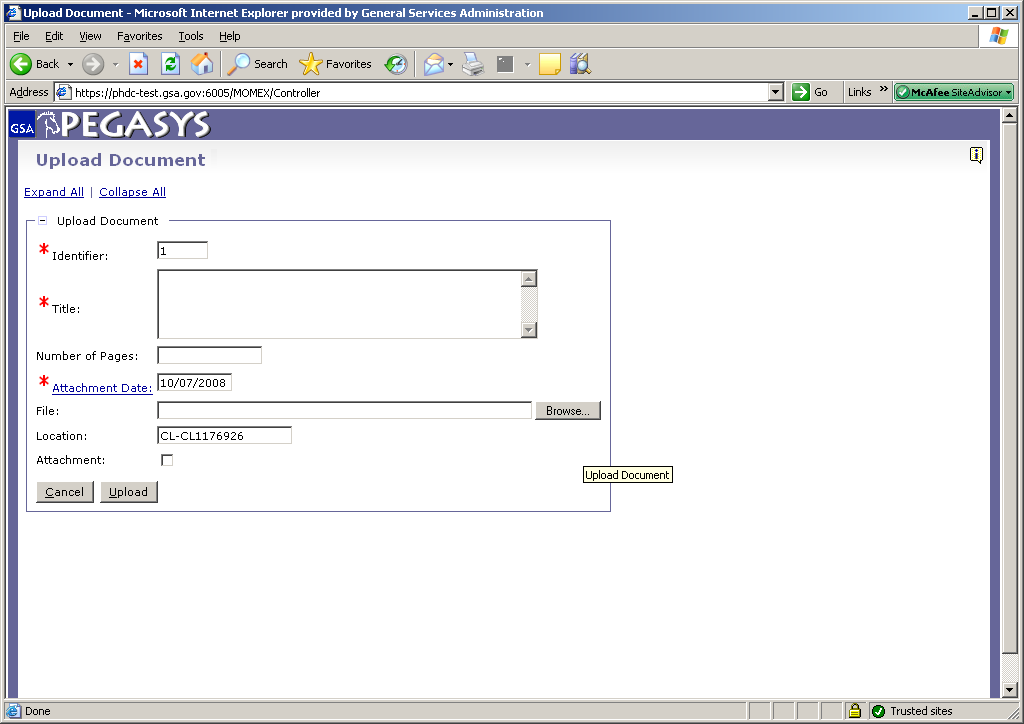 Upload Document - Microsoft Internet Explorer provided by General Services Administration
File Edit View Favorites Tools Help
Back Search Favorites
Address https://phdc-test.gsa.gov:6005/MOMEX/Controller Go Links » McAfee SiteAdvisor
GSA PEGASYS
Upload Document
Expand All | Collapse All
Upload Document
* Identifier: 1
* Title:
Number of Pages:
* Attachment Date: 10/07/2008
File: Browse...
Location: CL-CL1176926
Attachment:
Upload Document
Cancel Upload
Done Trusted sites